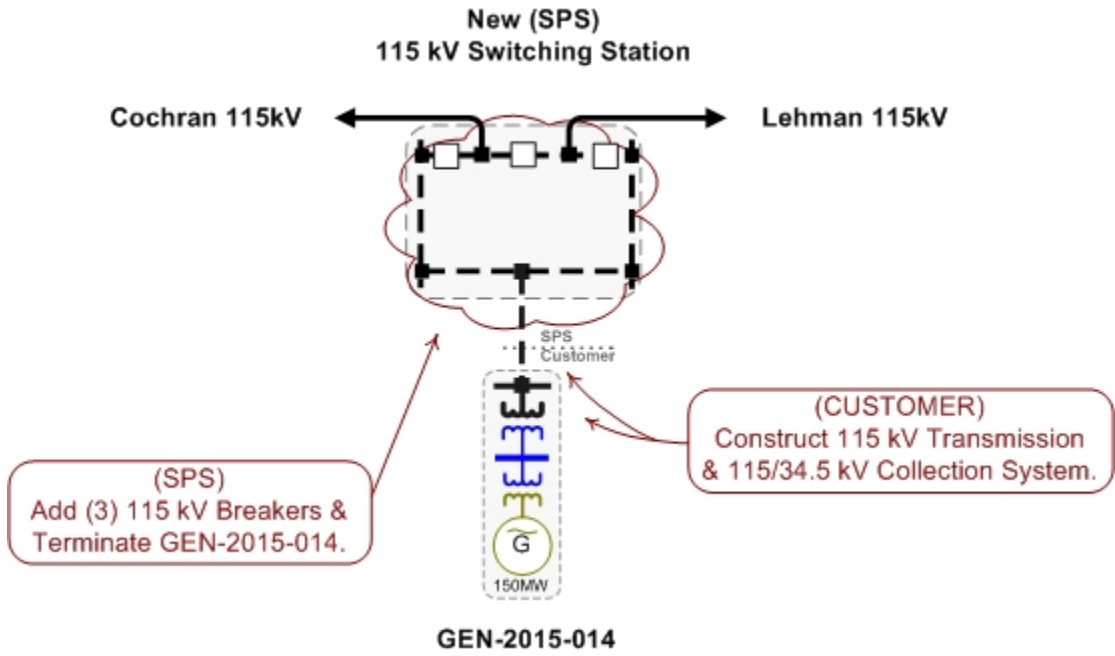 New (SPS)
115 kV Switching Station
Cochran 115kV
Lehman 115kV
SPS
Customer
(CUSTOMER)
Construct 115 kV Transmission
& 115/34.5 kV Collection System.
(SPS)
Add (3) 115 kV Breakers &
Terminate GEN-2015-014.
G
150MW
GEN-2015-014